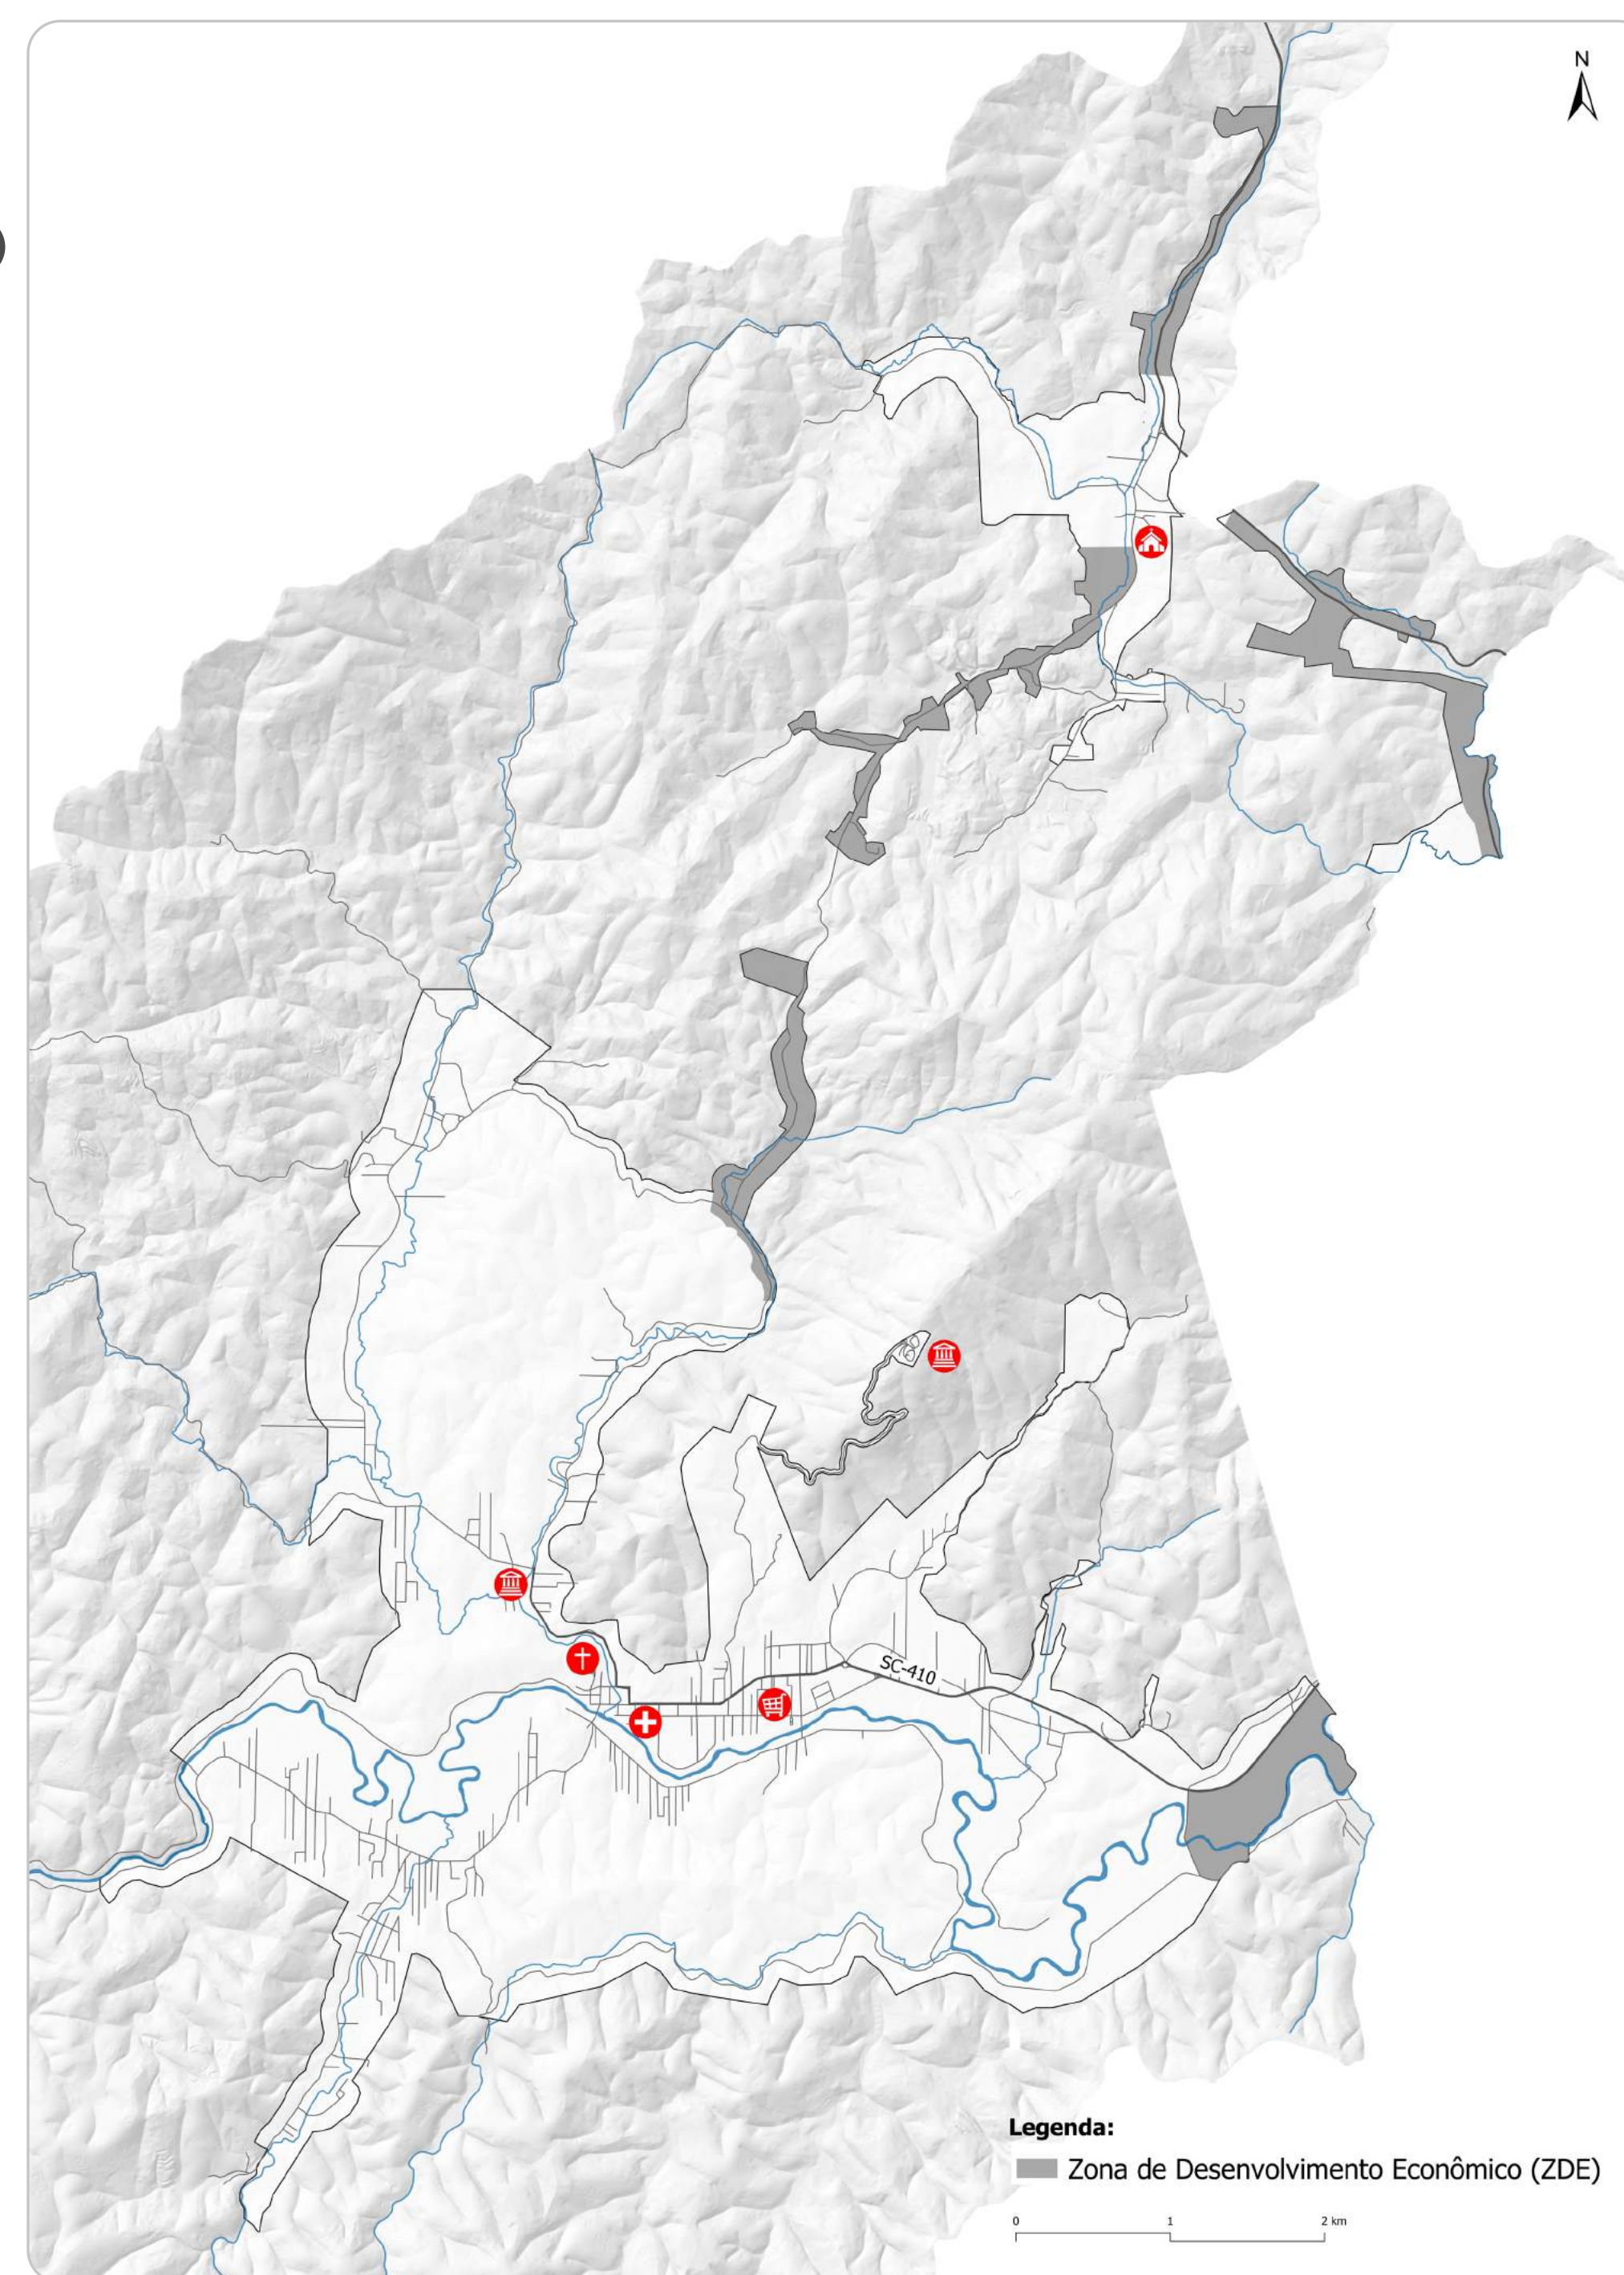 N
SC-410
Legenda:
Zona de Desenvolvimento Econômico (ZDE)
0 1 2 km